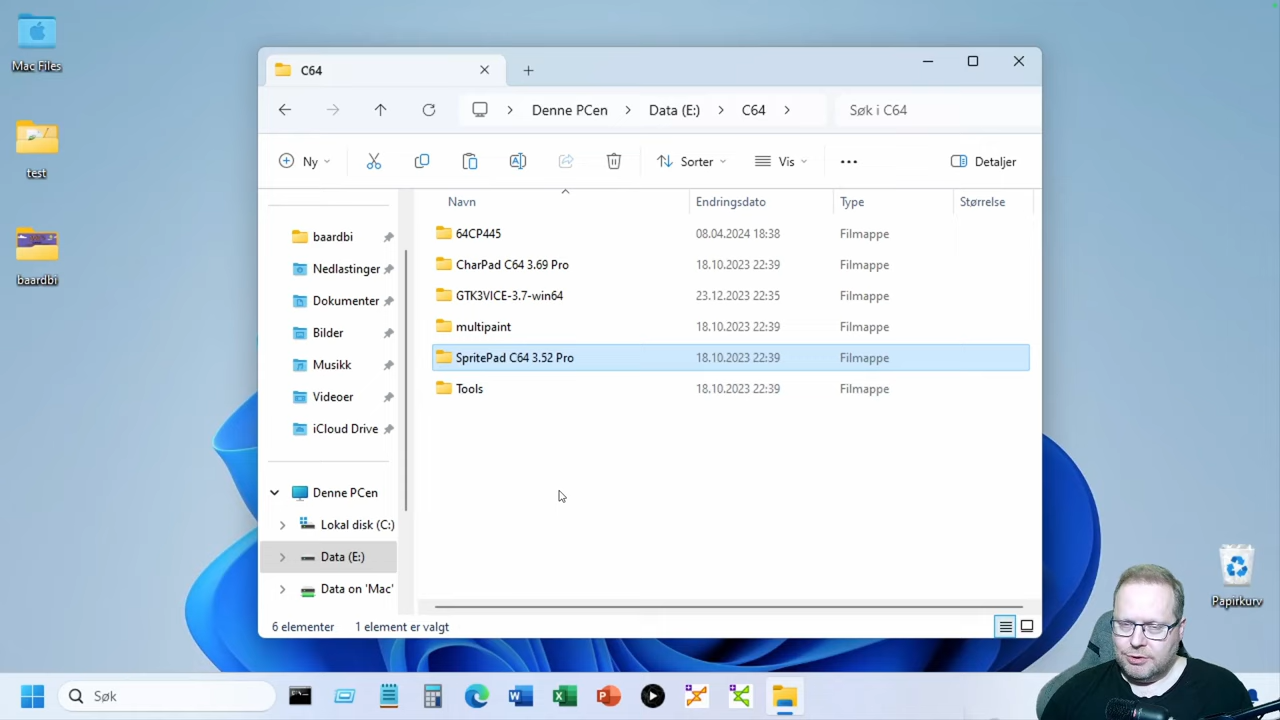 Mac Files
test
baardbi
C64
Denne PCen
Data (E:)
C64
Søk i C64
Ny
Sorter
Vis
Detaljer
Navn
Endringsdato
Type
Størrelse
64CP445
08.04.2024 18:38
Filmappe
CharPad C64 3.69 Pro
18.10.2023 22:39
Filmappe
GTK3VICE-3.7-win64
23.12.2023 22:35
Filmappe
multipaint
18.10.2023 22:39
Filmappe
SpritePad C64 3.52 Pro
18.10.2023 22:39
Filmappe
Tools
18.10.2023 22:39
Filmappe
baardbi
Nedlastinger
Dokumenter
Bilder
Musikk
Videoer
iCloud Drive
Denne PCen
Lokal disk (C:)
Data (E:)
Data on 'Mac'
6 elementer
1 element er valgt
Papirkurv
Søk